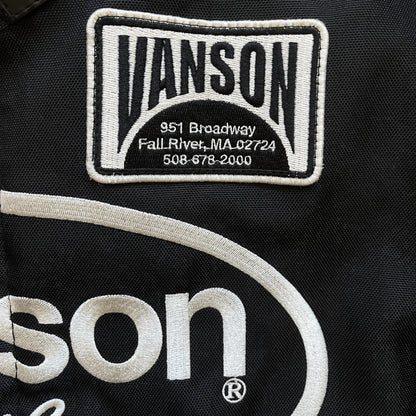 VANSON
951 Broadway
Fall River, MA 02724
508-678-2000
son®